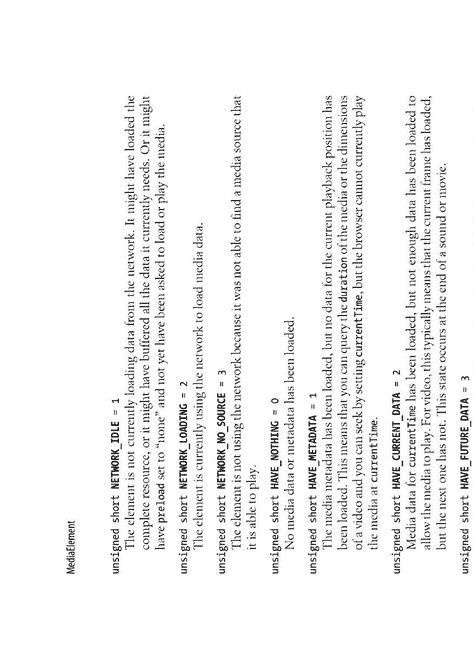 MediaElement
unsigned short NETWORK_IDLE = 1
The element is not currently loading data from the network. It might have loaded the
complete resource, or it might have buffered all the data it currently needs. Or it might
have preload set to “none” and not yet have been asked to load or play the media.
unsigned short NETWORK_LOADING = 2
The element is currently using the network to load media data.
unsigned short NETWORK_NO_SOURCE = 3
The element is not using the network because it was not able to find a media source that
it is able to play.
unsigned short HAVE_NOTHING = 0
No media data or metadata has been loaded.
unsigned short HAVE_METADATA = 1
The media metadata has been loaded, but no data for the current playback position has
been loaded. This means that you can query the duration of the media or the dimensions
of a video and you can seek by setting currentTime, but the browser cannot currently play
the media at currentTime.
unsigned short HAVE_CURRENT_DATA = 2
Media data for currentTime has been loaded, but not enough data has been loaded to
allow the media to play. For video, this typically means that the current frame has loaded,
but the next one has not. This state occurs at the end of a sound or movie.
unsigned short HAVE_FUTURE_DATA = 3